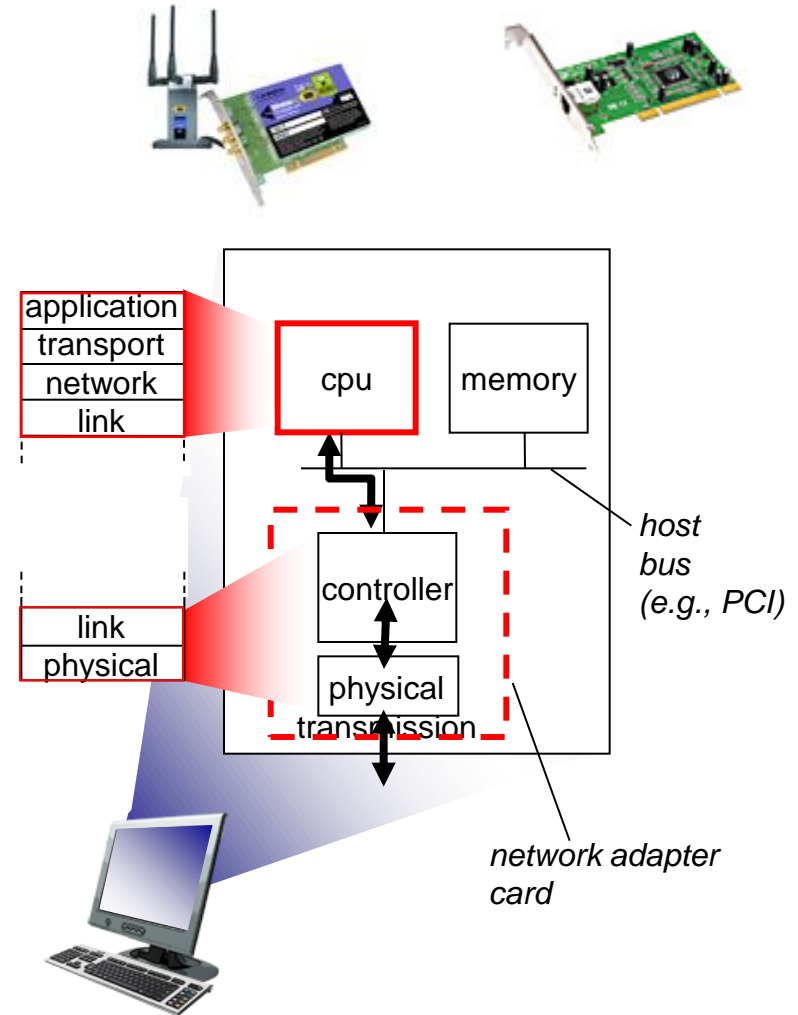 application
transport
network
link
cpu
memory
host
bus
(e.g., PCI)
controller
link
physical
physical
transmission
network adapter
card